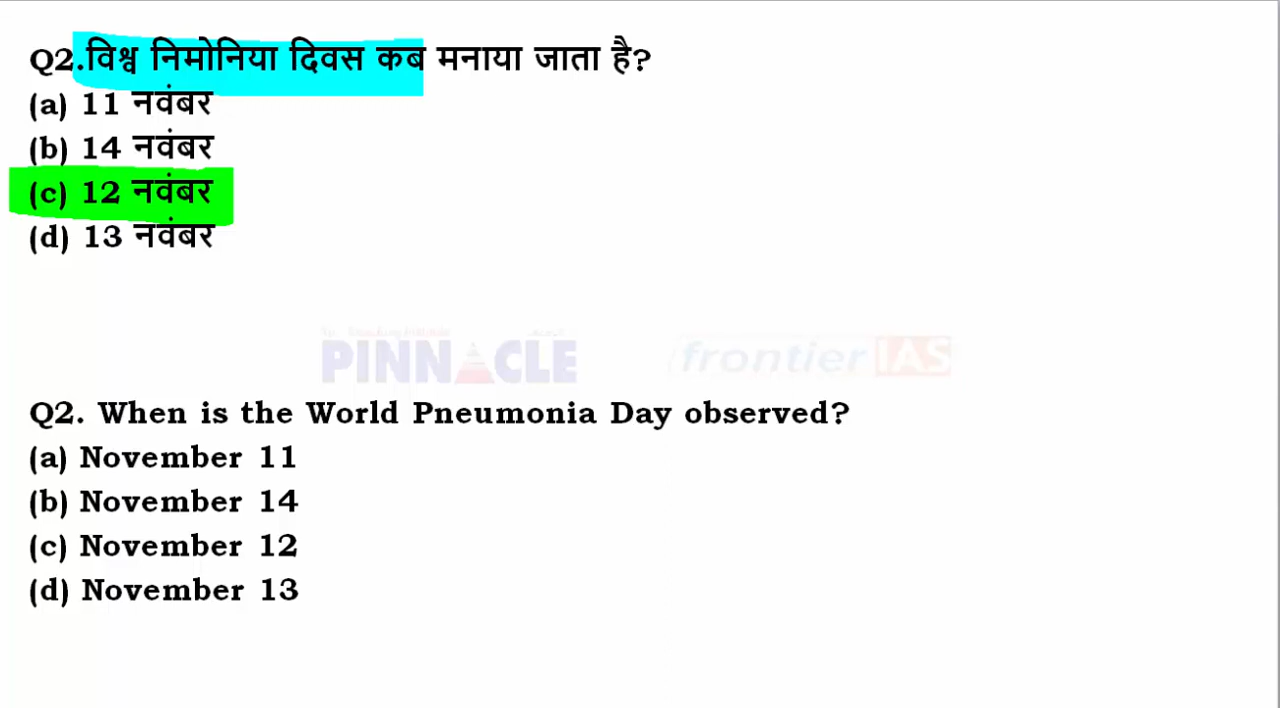 Q2.विश्व निमोनिया दिवस कब मनाया जाता है?
(a) 11 नवंबर
(b) 14 नवंबर
(c) 12 नवंबर
(d) 13 नवंबर
PINNACLE frontier IAS
Q2. When is the World Pneumonia Day observed?
(a) November 11
(b) November 14
(c) November 12
(d) November 13